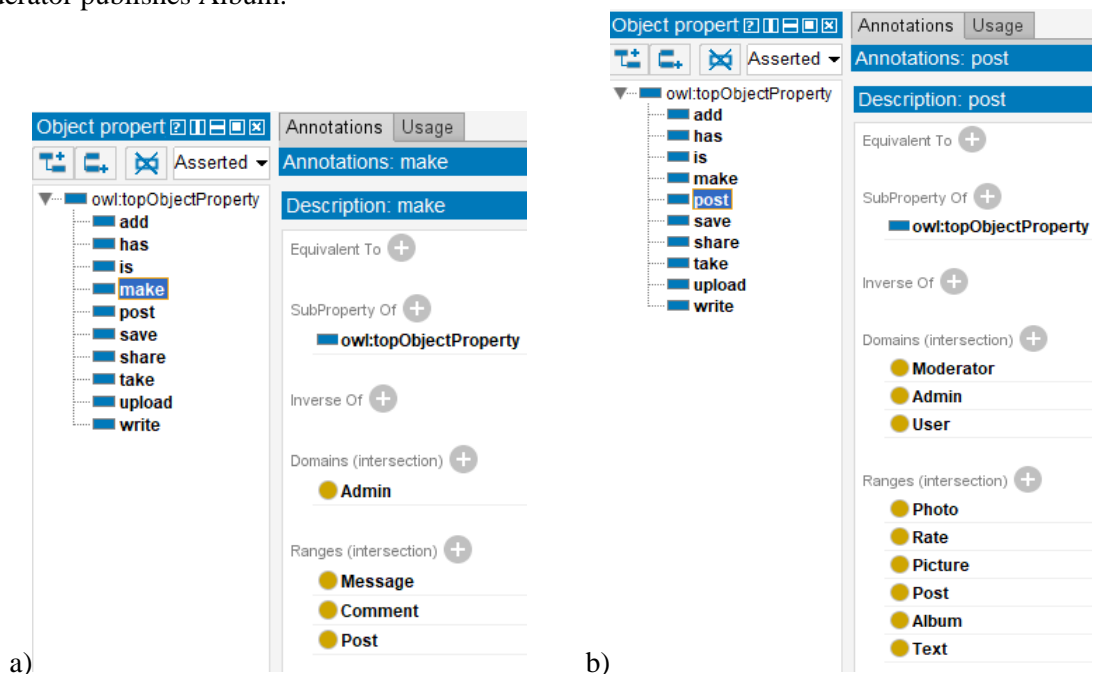 erator publishes Album.
Object propert
Annotations Usage
Asserted
Annotations: make
owl:topObjectProperty
add
has
is
make
post
save
share
take
upload
write
Description: make
Equivalent To
SubProperty Of
owl:topObjectProperty
Inverse Of
Domains (intersection)
Admin
Ranges (intersection)
Message
Comment
Post
a)
Object propert
Annotations Usage
Asserted
Annotations: post
owl:topObjectProperty
add
has
is
make
post
save
share
take
upload
write
Description: post
Equivalent To
SubProperty Of
owl:topObjectProperty
Inverse Of
Domains (intersection)
Moderator
Admin
User
Ranges (intersection)
Photo
Rate
Picture
Post
Album
Text
b)